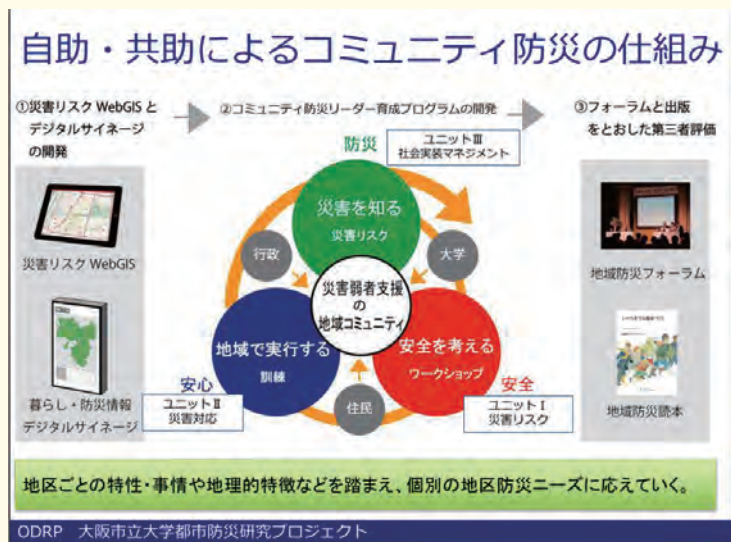 自助・共助によるコミュニティ防災の仕組み
①災害リスク WebGIS と
デジタルサイネージ
の開発
②コミュニティ防災リーダー育成プログラムの開発
③フォーラムと出版
をとおした第三者評価
防災
ユニットⅢ
社会実装マネジメント
災害を知る
災害リスク
行政
大学
災害弱者支援
の
地域コミュニティ
地域で実行する
訓練
安全を考える
ワークショップ
住民
安心
ユニットⅡ
災害対応
安全
ユニットⅠ
災害リスク
災害リスク WebGIS
暮らし・防災情報
デジタルサイネージ
地域防災フォーラム
地域防災読本
地区ごとの特性・事情や地理的特徴などを踏まえ、個別の地区防災ニーズに応えていく。
ODRP 大阪市立大学都市防災研究プロジェクト